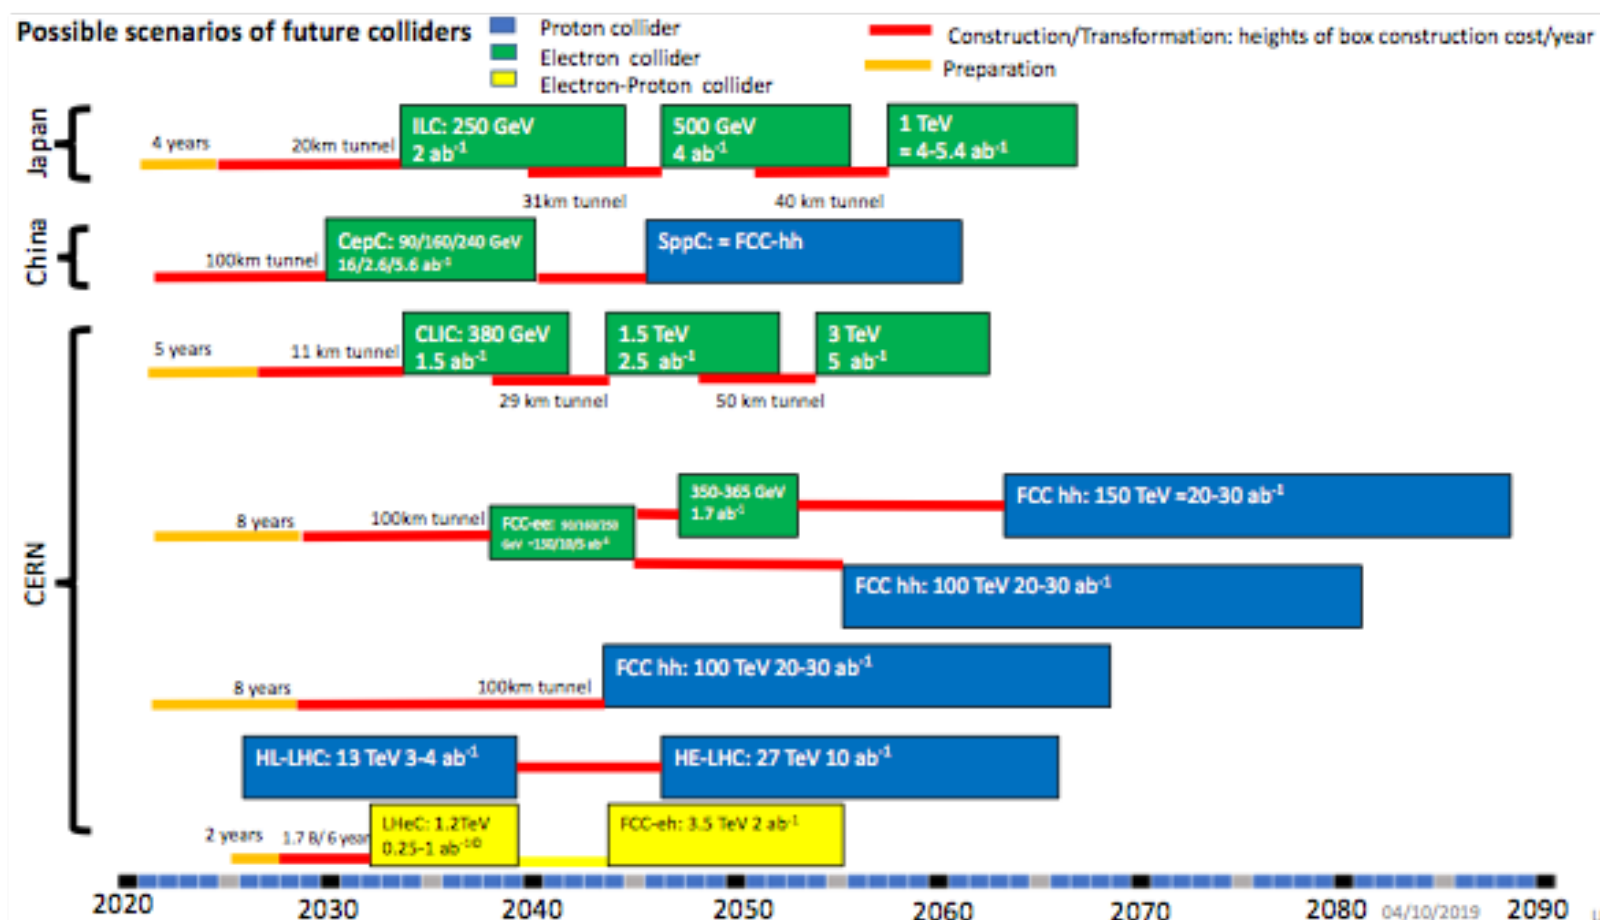 Possible scenarios of future colliders
Proton collider
Electron collider
Electron-Proton collider
Construction/Transformation: heights of box construction cost/year
Preparation
Japan
4 years
20km tunnel
ILC: 250 GeV
2 ab⁻¹
500 GeV
4 ab⁻¹
1 TeV
= 4-5.4 ab⁻¹
31km tunnel
40 km tunnel
China
100km tunnel
CepC: 90/160/240 GeV
16/2.6/5.6 ab⁻¹
SppC: = FCC-hh
CERN
5 years
11 km tunnel
CLIC: 380 GeV
1.5 ab⁻¹
1.5 TeV
2.5 ab⁻¹
3 TeV
5 ab⁻¹
29 km tunnel
50 km tunnel
8 years
100km tunnel
FCC-ee:
GeV
350-365 GeV
1.7 ab⁻¹
FCC hh: 150 TeV =20-30 ab⁻¹
FCC hh: 100 TeV 20-30 ab⁻¹
8 years
100km tunnel
FCC hh: 100 TeV 20-30 ab⁻¹
HL-LHC: 13 TeV 3-4 ab⁻¹
HE-LHC: 27 TeV 10 ab⁻¹
2 years
1.7 B/ 6 year
LHeC: 1.2TeV
0.25-1 ab⁻¹
FCC-eh: 3.5 TeV 2 ab⁻¹
2020 2030 2040 2050 2060 2070 2080 2090
04/10/2019